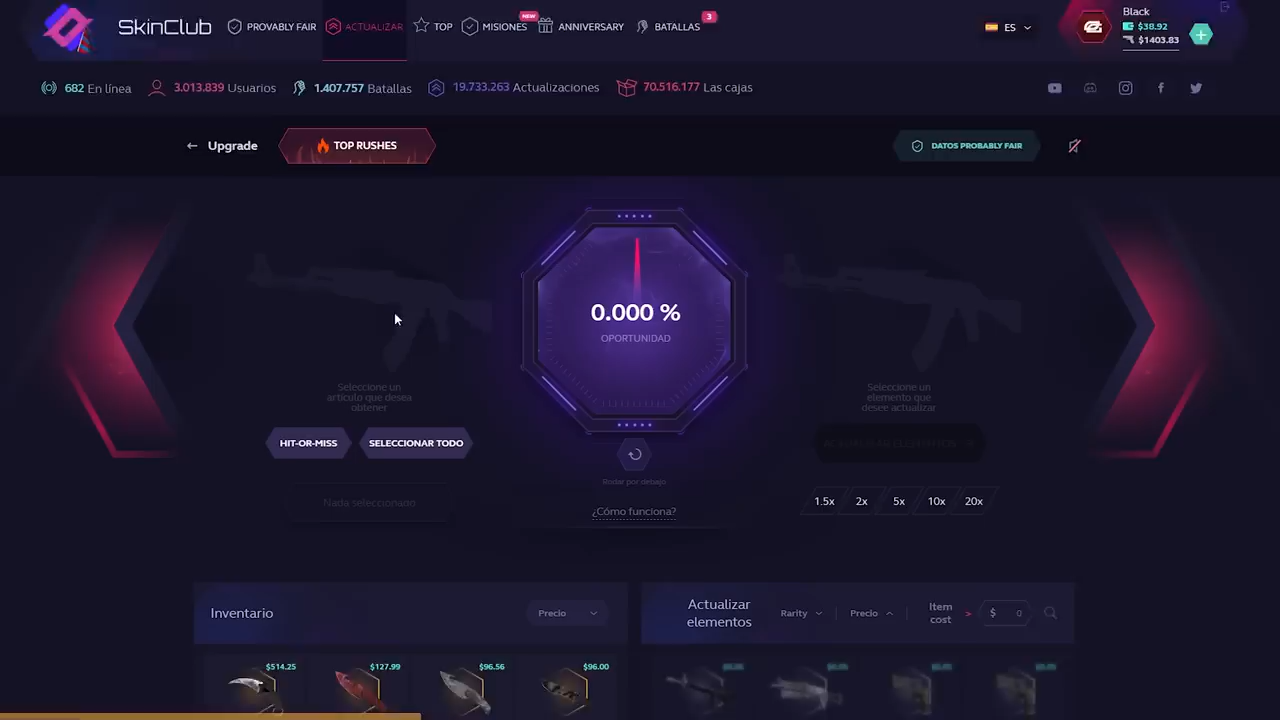 SkinClub
PROVABLY FAIR
ACTUALIZAR
TOP
MISIONES
NEW
ANNIVERSARY
BATALLAS
3
ES
Black
$38.92
$1403.83
682 En línea
3.013.839 Usuarios
1.407.757 Batallas
19.733.263 Actualizaciones
70.516.177 Las cajas
← Upgrade
TOP RUSHES
DATOS PROBABLY FAIR
0.000 %
OPORTUNIDAD
Seleccione un
artículo que desea
obtener
Seleccione un
elemento que
desee actualizar
HIT-OR-MISS
SELECCIONAR TODO
Nada seleccionado
Rodar por debajo
¿Cómo funciona?
1.5x
2x
5x
10x
20x
Inventario
Precio
Actualizar
elementos
Rarity
Precio
Item
cost
>
$ 0
$514.25
$127.99
$96.56
$96.00